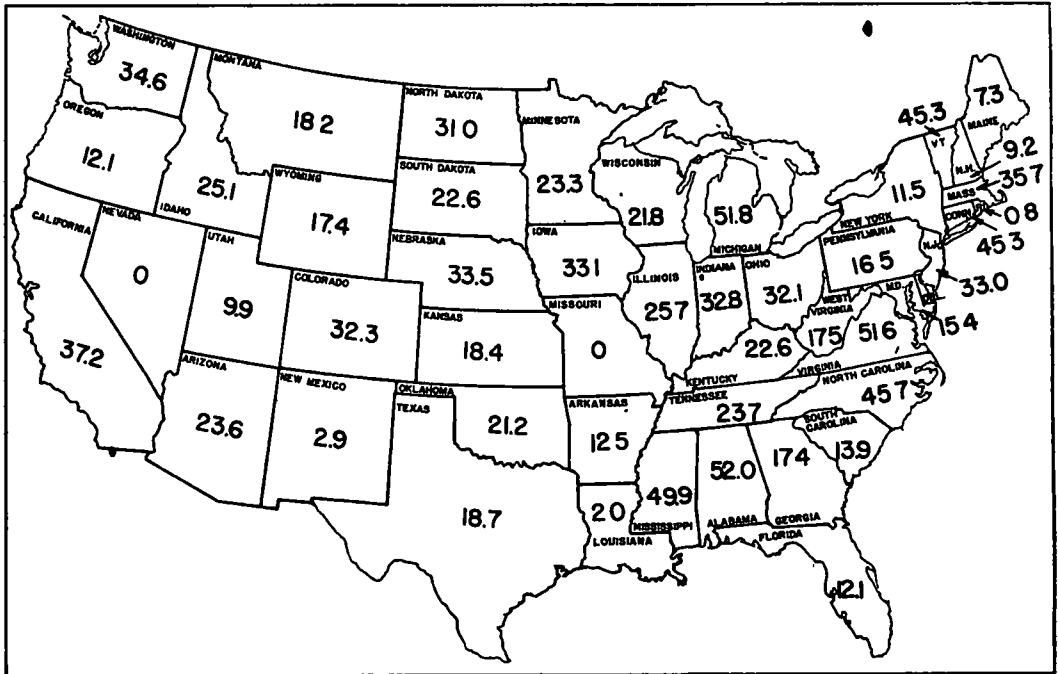 WASHINGTON
34.6
MONTANA
18 2
NORTH DAKOTA
31 0
MINNESOTA
23.3
OREGON
12.1
IDAHO
25.1
WYOMING
17.4
SOUTH DAKOTA
22.6
WISCONSIN
21.8
51.8
MICHIGAN
45.3
VT
7.3
MAINE
N.H.
9.2
MASS
35 7
CONN
0 8
45 3
11.5
NEW YORK
CALIFORNIA
37.2
NEVADA
0
UTAH
9.9
COLORADO
32.3
NEBRASKA
33.5
IOWA
33 1
ILLINOIS
25 7
INDIANA
32.8
OHIO
32.1
PENNSYLVANIA
16 5
N.J.
33.0
MD.
15 4
WEST
VIRGINIA
17 5
51 6
VIRGINIA
KANSAS
18.4
MISSOURI
0
22.6
KENTUCKY
TENNESSEE
23 7
NORTH CAROLINA
45 7
ARIZONA
23.6
NEW MEXICO
2.9
OKLAHOMA
21.2
TEXAS
18.7
ARKANSAS
12 5
SOUTH
CAROLINA
13.9
49.9
MISSISSIPPI
52.0
ALABAMA
17 4
GEORGIA
2 0
LOUISIANA
FLORIDA
12.1